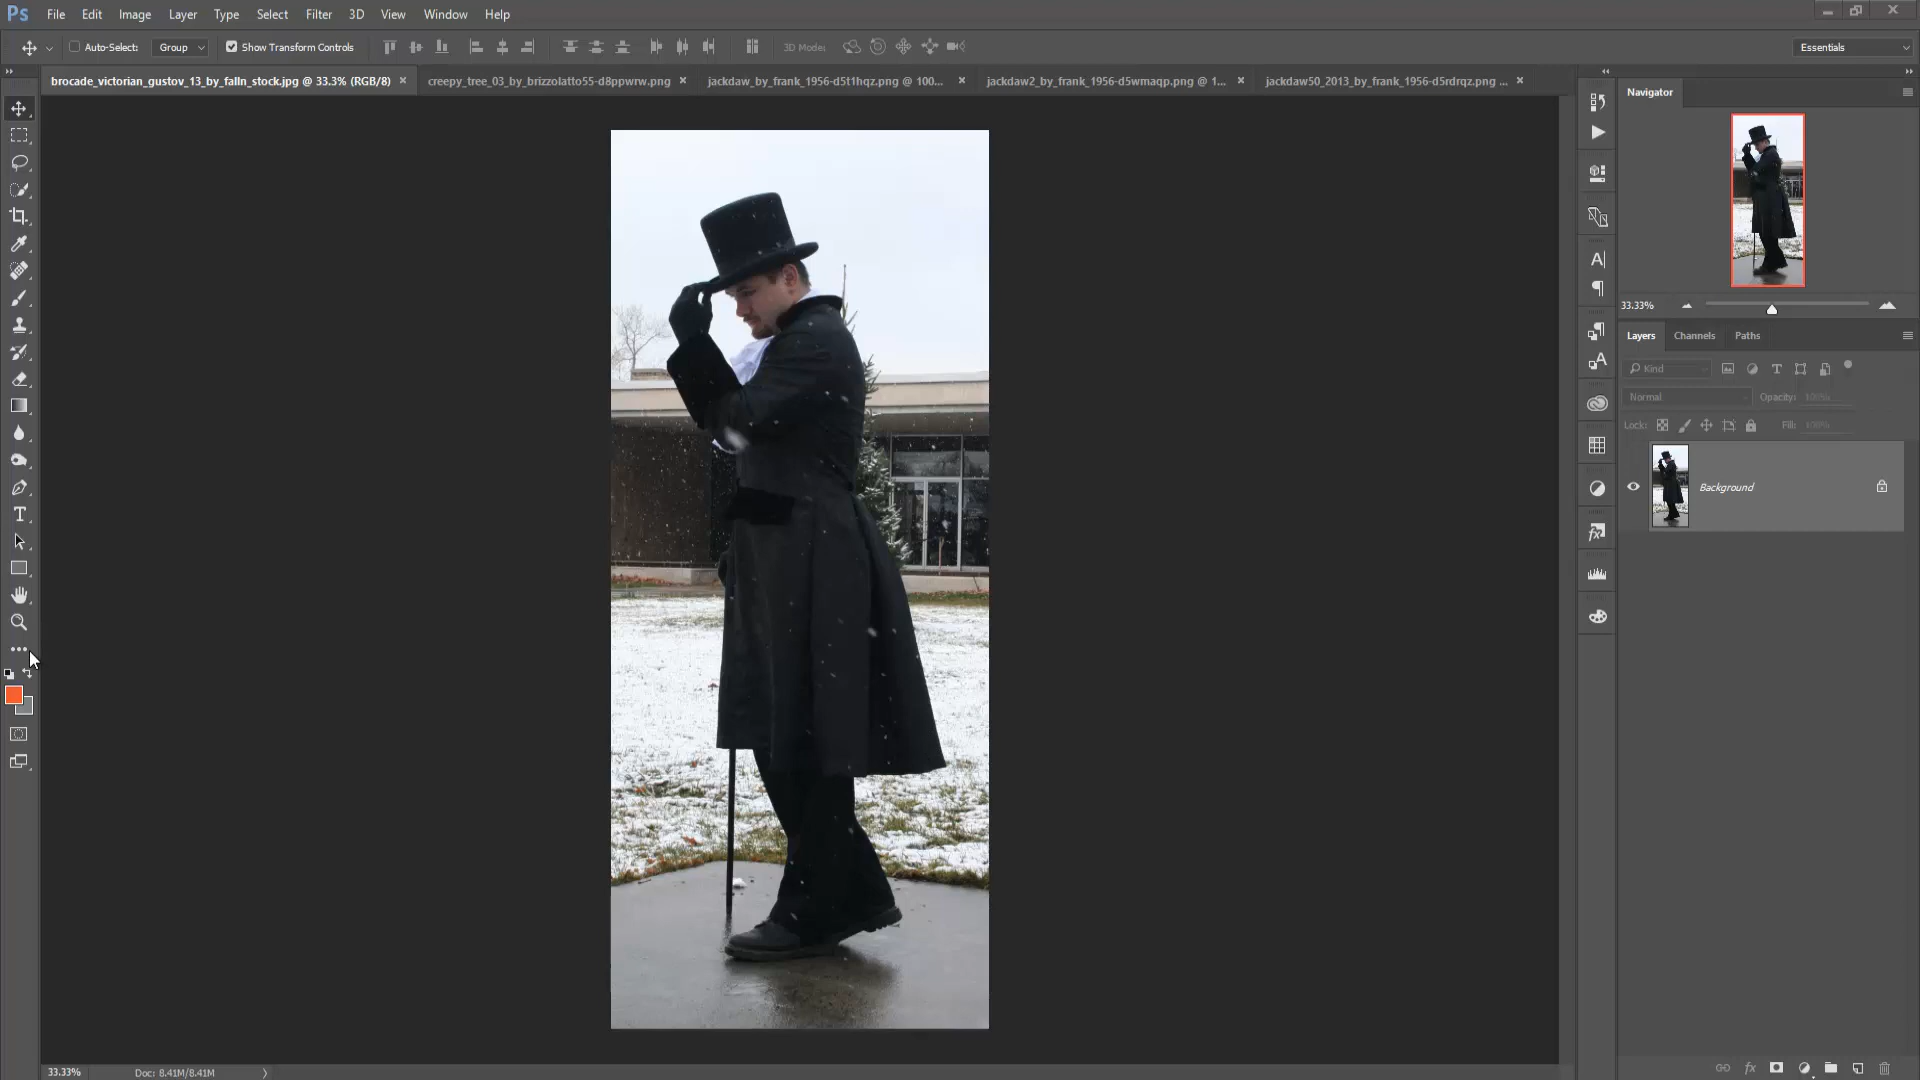 Ps File Edit Image Layer Type Select Filter 3D View Window Help
Auto-Select: Group Show Transform Controls 3D Mode: Essentials
brocade_victorian_gustov_13_by_falln_stock.jpg @ 33.3% (RGB/8) creepy_tree_03_by_brizzolatto55-d8ppwrw.png jackdaw_by_frank_1956-d5t1hqz.png @ 100... jackdaw2_by_frank_1956-d5wmaqp.png @ 1... jackdaw50_2013_by_frank_1956-d5rdrqz.png ...
Navigator
33.33%
Layers Channels Paths
Kind
Normal Opacity: 100%
Lock: Fill: 100%
Background
33.33% Doc: 8.41M/8.41M